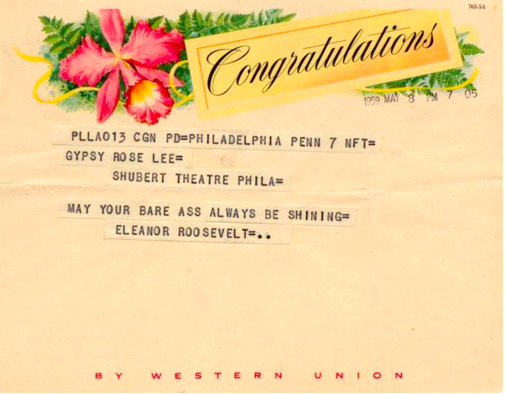 763-5d
Congratulations
1959 MAY 8 PM 7 05
PLLA013 CGN PD=PHILADELPHIA PENN 7 NFT=
GYPSY ROSE LEE=
SHUBERT THEATRE PHILA=
MAY YOUR BARE ASS ALWAYS BE SHINING=
ELEANOR ROOSEVELT=..
BY WESTERN UNION